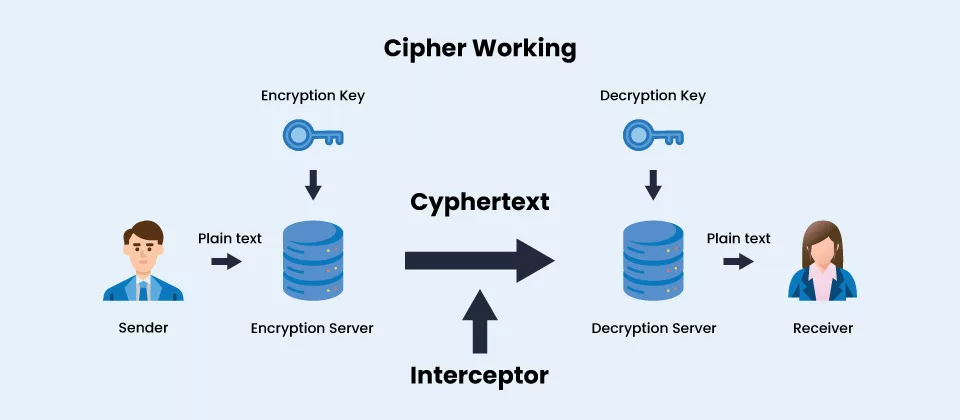 Cipher Working
Encryption Key
Decryption Key
Cyphertext
Plain text
Plain text
Sender
Encryption Server
Decryption Server
Receiver
Interceptor